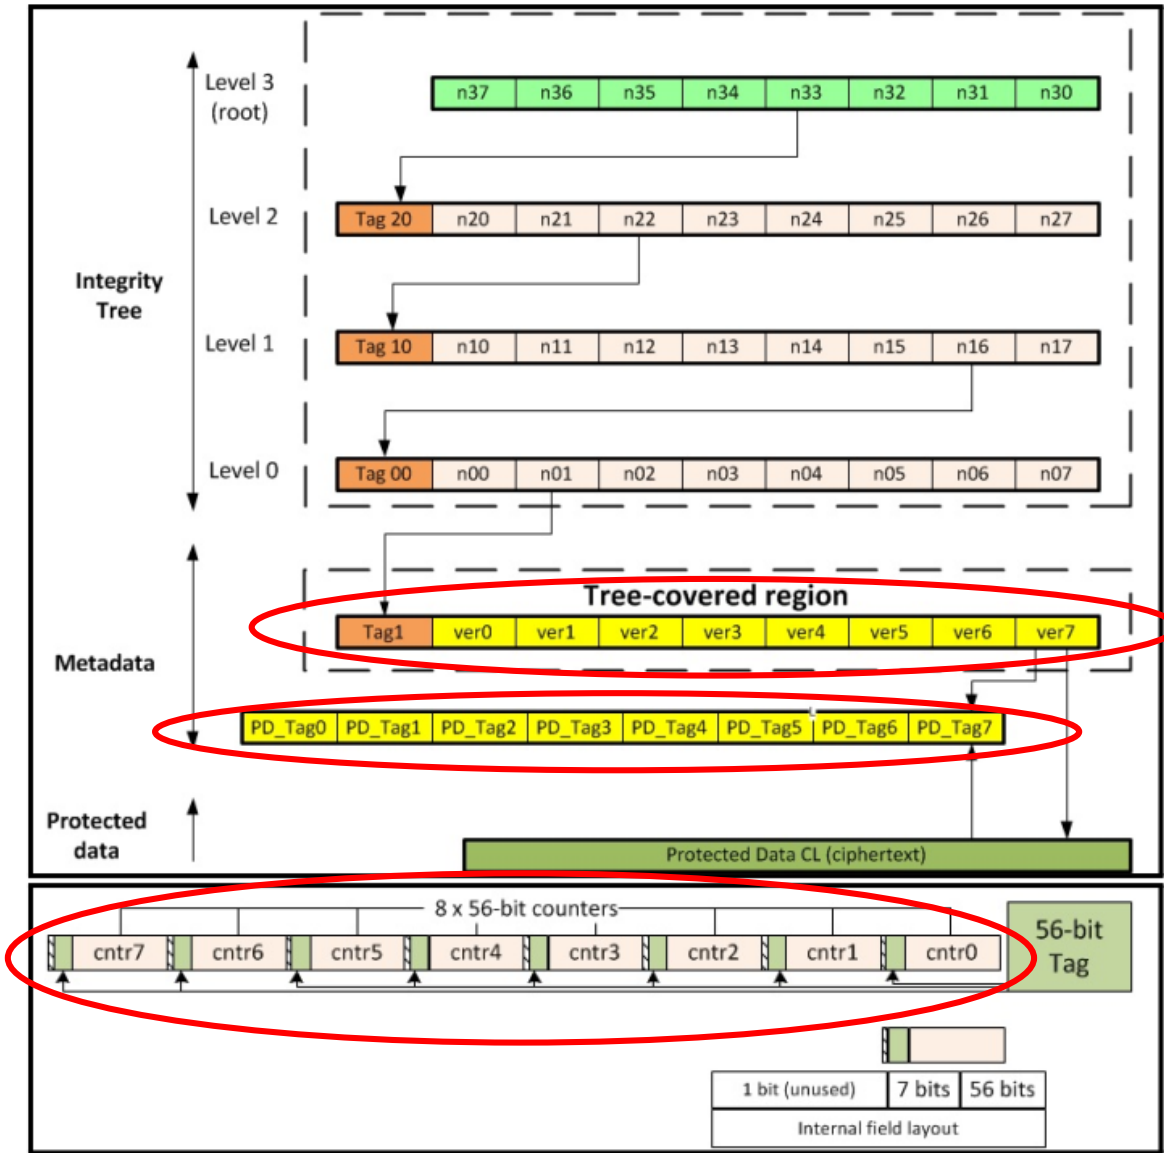 Level 3
(root)
n37 n36 n35 n34 n33 n32 n31 n30
Level 2
Tag 20 n20 n21 n22 n23 n24 n25 n26 n27
Integrity
Tree
Level 1
Tag 10 n10 n11 n12 n13 n14 n15 n16 n17
Level 0
Tag 00 n00 n01 n02 n03 n04 n05 n06 n07
Tree-covered region
Tag1 ver0 ver1 ver2 ver3 ver4 ver5 ver6 ver7
Metadata
PD_Tag0 PD_Tag1 PD_Tag2 PD_Tag3 PD_Tag4 PD_Tag5 PD_Tag6 PD_Tag7
Protected
data
Protected Data CL (ciphertext)
8 x 56-bit counters
cntr7 cntr6 cntr5 cntr4 cntr3 cntr2 cntr1 cntr0
56-bit
Tag
1 bit (unused) 7 bits 56 bits
Internal field layout